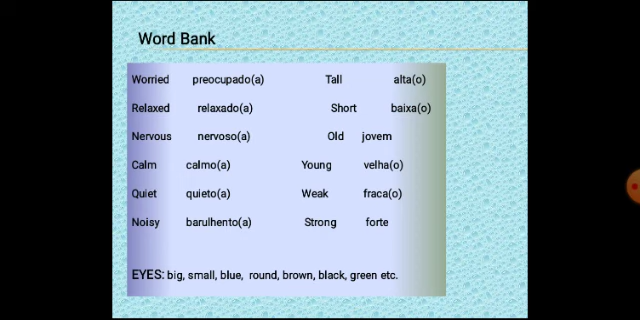 Word Bank
Worried preocupado(a) Tall alta(o)
Relaxed relaxado(a) Short baixa(o)
Nervous nervoso(a) Old jovem
Calm calmo(a) Young velha(o)
Quiet quieto(a) Weak fraca(o)
Noisy barulhento(a) Strong forte
EYES: big, small, blue, round, brown, black, green etc.